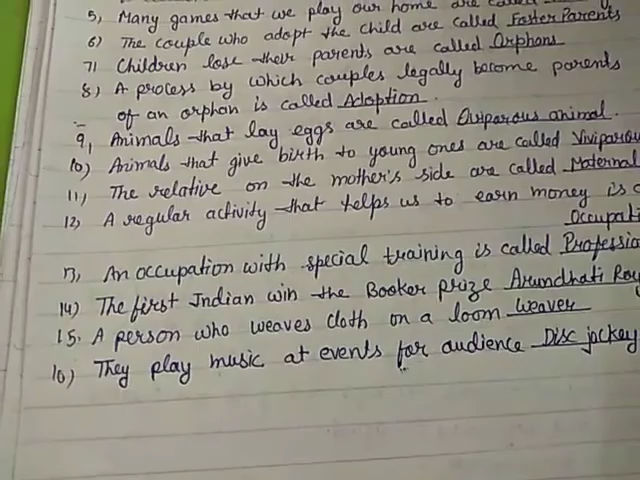 5, Many games that we play our home are called
6) The couple who adopt the child are called Foster Parents
7) Children lose their parents are called Orphans
8) A process by which couples legally become parents
of an orphan is called Adoption.
9, Animals that lay eggs are called Oviparous animal.
10) Animals that give birth to young ones are called Viviparou
11, The relative on the mother's side are called Maternal
12, A regular activity that helps us to earn money is c
Occupati
13, An occupation with special training is called Professio
14) The first Indian win the Booker prize Arundhati Roy
15. A person who weaves cloth on a loom weaver
16) They play music at events for audience Disc jockey